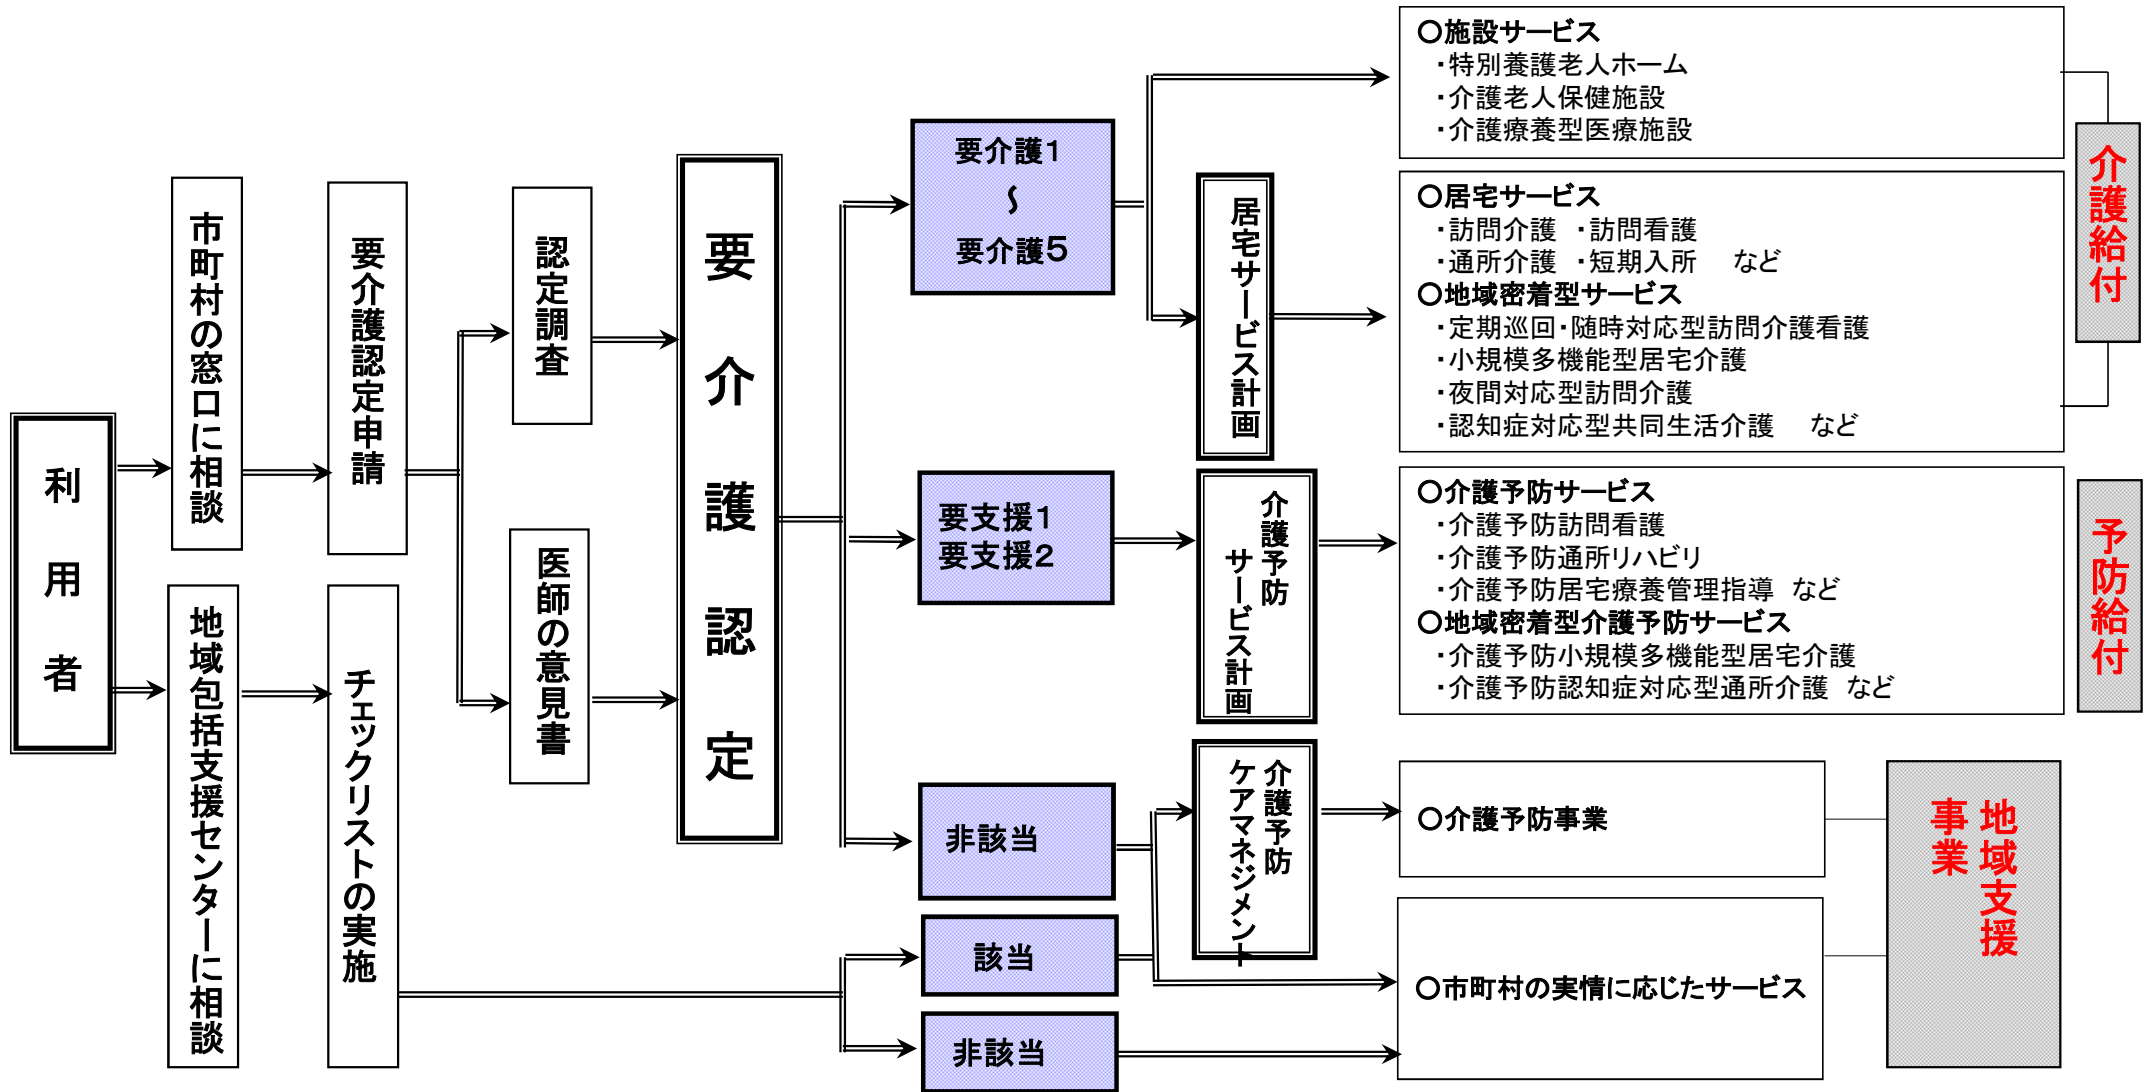 利用者
市町村の窓口に相談
地域包括支援センターに相談
要介護認定申請
チェックリストの実施
認定調査
医師の意見書
要介護認定
要介護1
~
要介護5
要支援1
要支援2
非該当
該当
非該当
居宅サービス計画
介護予防
サービス計画
介護予防
ケアマネジメント
○施設サービス
・特別養護老人ホーム
・介護老人保健施設
・介護療養型医療施設
○居宅サービス
・訪問介護 ・訪問看護
・通所介護 ・短期入所 など
○地域密着型サービス
・定期巡回・随時対応型訪問介護看護
・小規模多機能型居宅介護
・夜間対応型訪問介護
・認知症対応型共同生活介護 など
○介護予防サービス
・介護予防訪問看護
・介護予防通所リハビリ
・介護予防居宅療養管理指導 など
○地域密着型介護予防サービス
・介護予防小規模多機能型居宅介護
・介護予防認知症対応型通所介護 など
○介護予防事業
○市町村の実情に応じたサービス
介護給付
予防給付
地域支援
事業